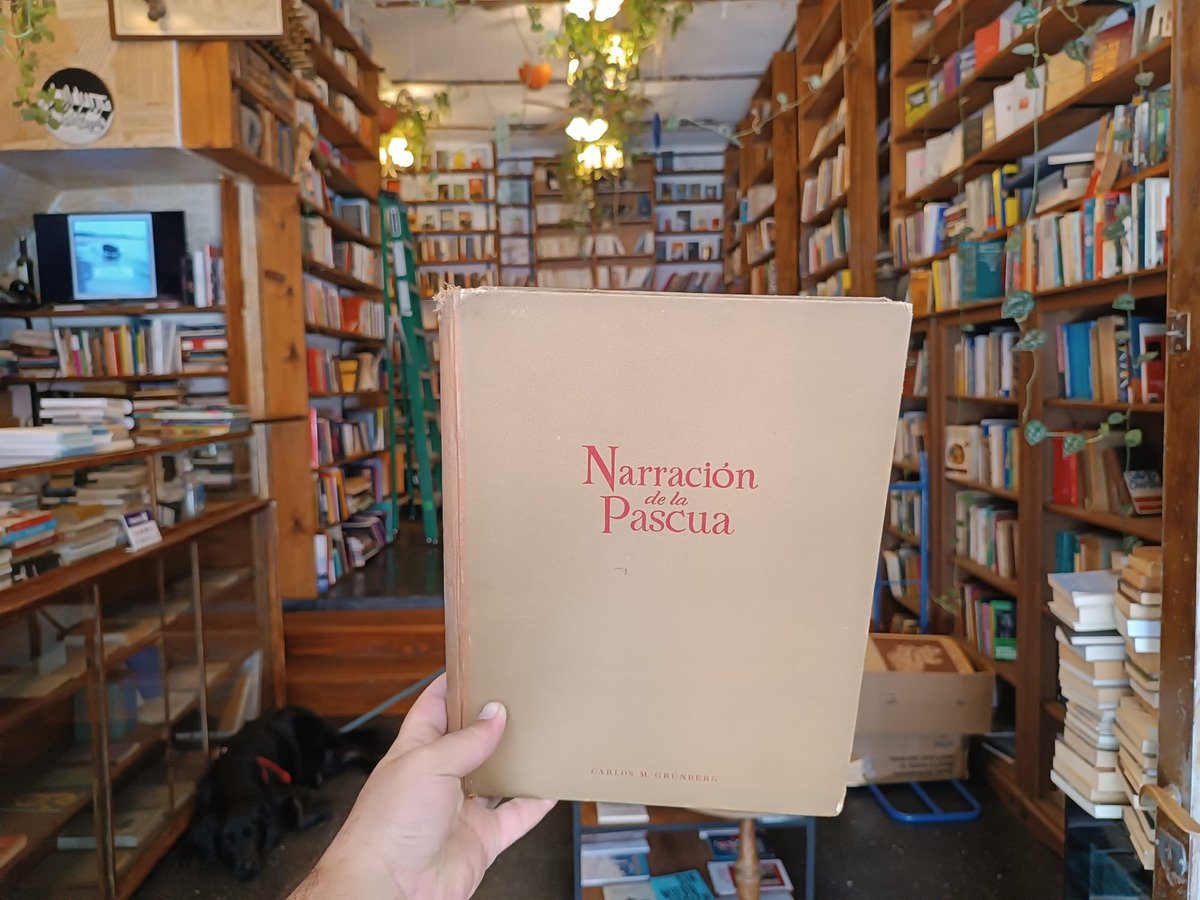 Narración
de la
Pascua
CARLOS M. GRÜNBERG